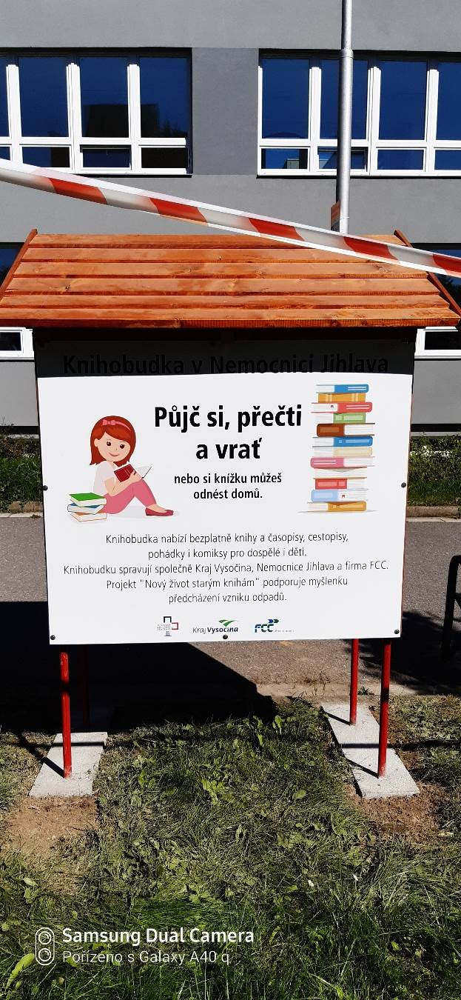 Knihobudka v Nemocnici Jihlava
Půjč si, přečti
a vrať
nebo si knížku můžeš
odnést domů.
Knihobudka nabízí bezplatně knihy a časopisy, cestopisy,
pohádky i komiksy pro dospělé i děti.
Knihobudku spravují společně Kraj Vysočina, Nemocnice Jihlava a firma FCC.
Projekt "Nový život starým knihám" podporuje myšlenku
předcházení vzniku odpadů.
Kraj Vysočina
FCC
Samsung Dual Camera
Pořízeno s Galaxy A40 q